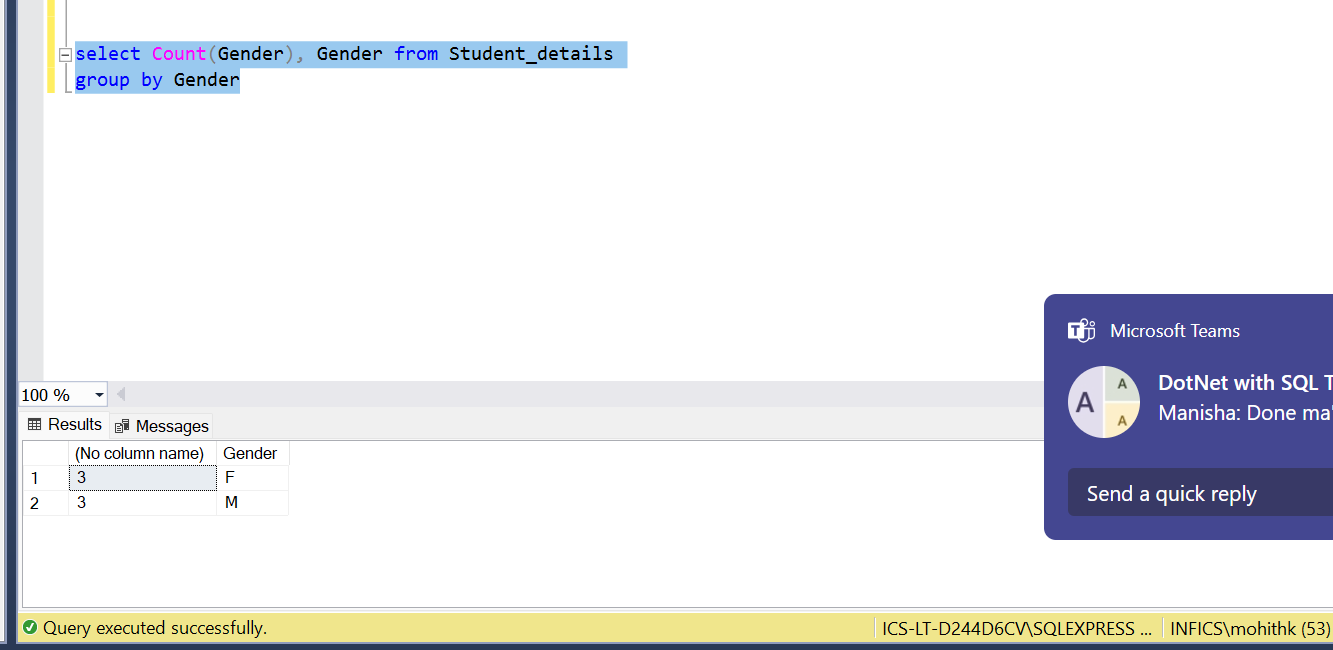 select Count(Gender), Gender from Student_details
group by Gender
Microsoft Teams
A
A
A
DotNet with SQL T
Manisha: Done ma'
Send a quick reply
100 %
Results
Messages
(No column name) Gender
1 3 F
2 3 M
Query executed successfully.
ICS-LT-D244D6CV\SQLEXPRESS ...
INFICS\mohithk (53)